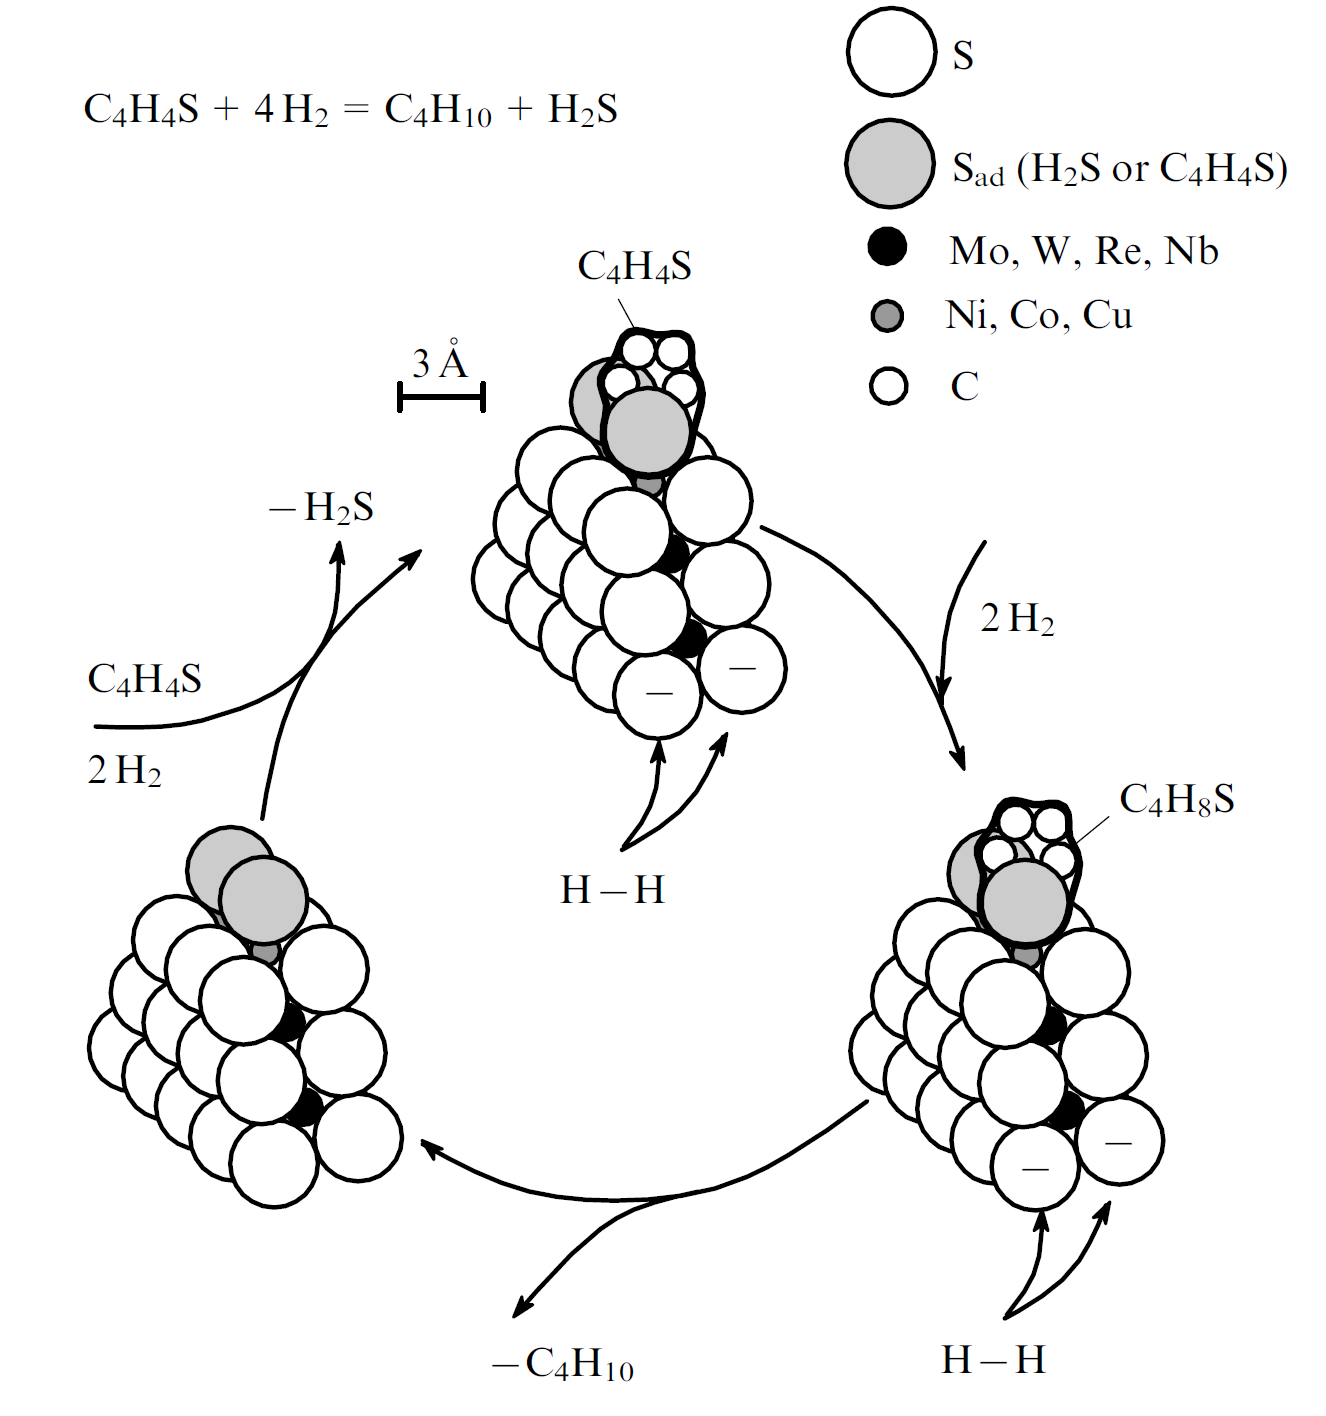 C₄H₄S + 4 H₂ = C₄H₁₀ + H₂S
S
S_ad (H₂S or C₄H₄S)
Mo, W, Re, Nb
Ni, Co, Cu
C
C₄H₄S
3 Å
– H₂S
2 H₂
C₄H₄S
2 H₂
–
–
H – H
C₄H₈S
–
–
– C₄H₁₀
H – H